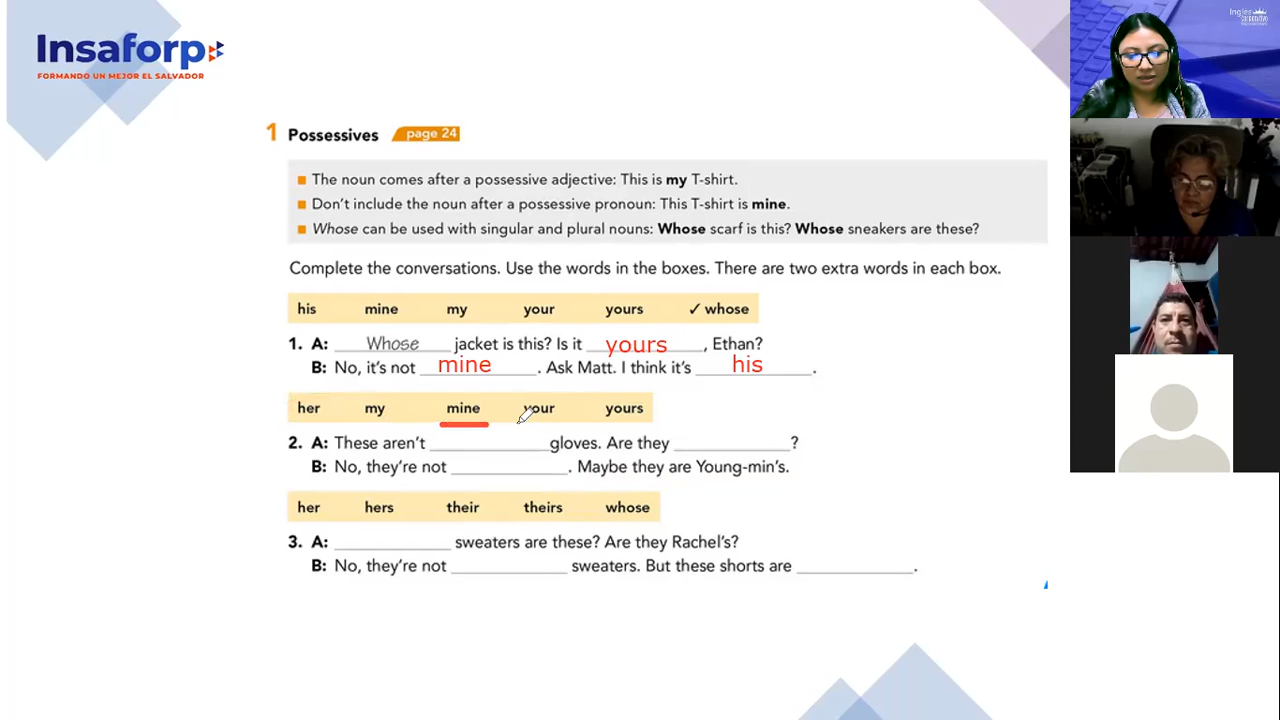 Insaforp
FORMANDO UN MEJOR EL SALVADOR
1 Possessives page 24
■ The noun comes after a possessive adjective: This is my T-shirt.
■ Don't include the noun after a possessive pronoun: This T-shirt is mine.
■ Whose can be used with singular and plural nouns: Whose scarf is this? Whose sneakers are these?
Complete the conversations. Use the words in the boxes. There are two extra words in each box.
his mine my your yours ✓ whose
1. A: Whose jacket is this? Is it yours, Ethan?
B: No, it's not mine. Ask Matt. I think it's his.
her my mine your yours
2. A: These aren't ____________ gloves. Are they ____________?
B: No, they're not ____________. Maybe they are Young-min's.
her hers their theirs whose
3. A: ____________ sweaters are these? Are they Rachel's?
B: No, they're not ____________ sweaters. But these shorts are ____________.